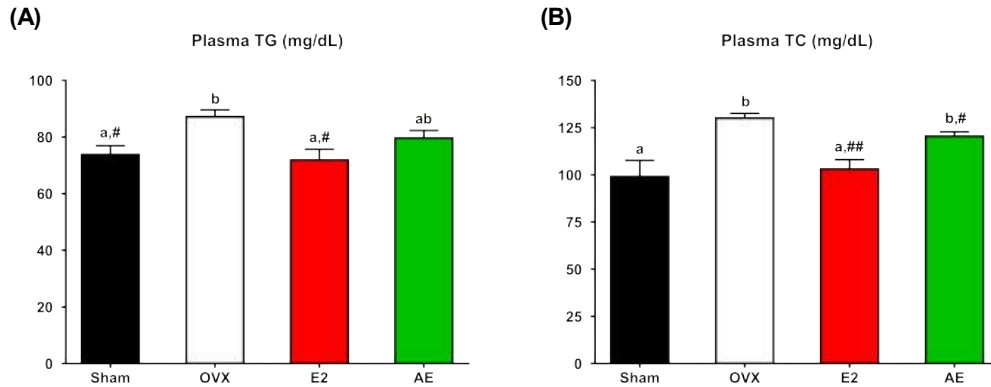 (A)
Plasma TG (mg/dL)
100
80
60
40
20
0
a,#
b
a,#
ab
Sham OVX E2 AE
(B)
Plasma TC (mg/dL)
150
125
100
75
50
25
0
a
b
a,##
b,#
Sham OVX E2 AE